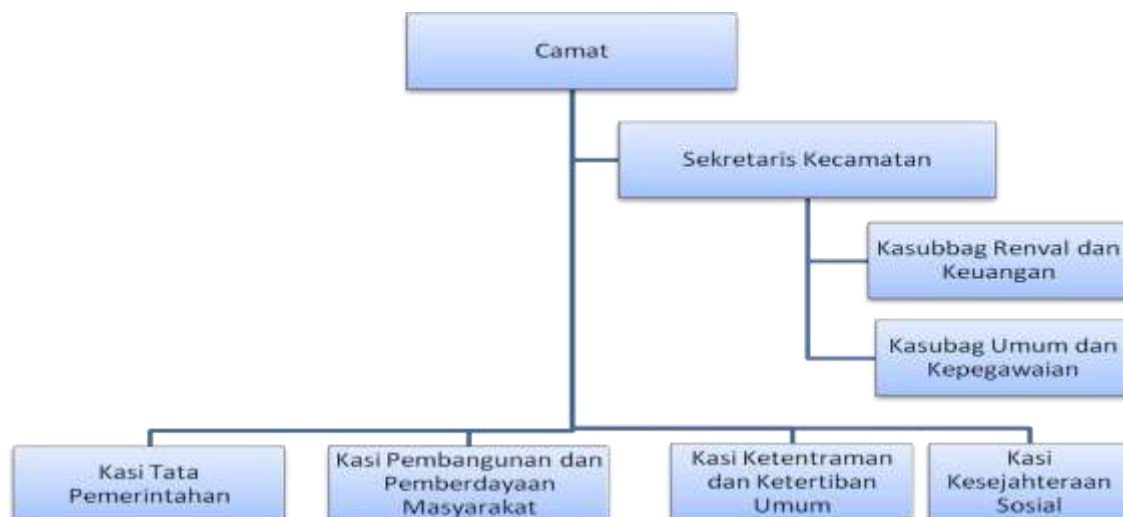 Camat
Sekretaris Kecamatan
Kasubbag Renval dan
Keuangan
Kasubag Umum dan
Kepegawaian
Kasi Tata
Pemerintahan
Kasi Pembangunan dan
Pemberdayaan
Masyarakat
Kasi Ketentraman
dan Ketertiban
Umum
Kasi
Kesejahteraan
Sosial